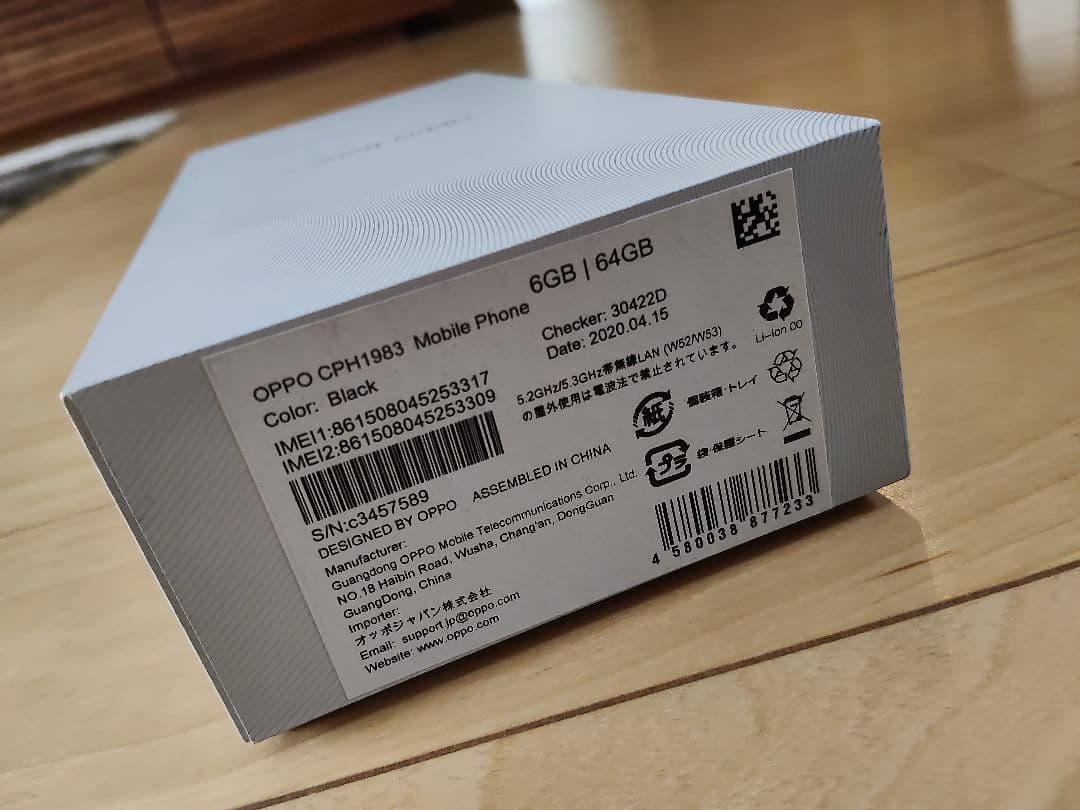 OPPO CPH1983 Mobile Phone 6GB | 64GB
Color: Black
Checker: 30422D
Date: 2020.04.15
IMEI1:861508045253317
IMEI2:861508045253309
5.2GHz/5.3GHz帯無線LAN (W52/W53)
の屋外使用は電波法で禁止されています。
Li-Ion 00
S/N:c3457589
DESIGNED BY OPPO ASSEMBLED IN CHINA
紙 個装箱・トレイ
プラ 袋・保護シート
Manufacturer:
Guangdong OPPO Mobile Telecommunications Corp., Ltd.
NO.18 Haibin Road, Wusha, Chang'an, DongGuan
GuangDong, China
Importer:
オッポジャパン株式会社
Email: support.jp@oppo.com
Website: www.oppo.com
4 580038 877233